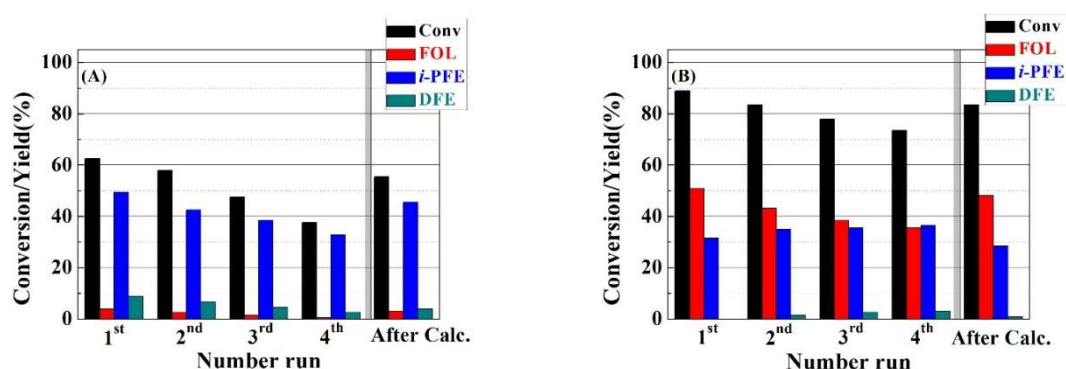 Conv
FOL
i-PFE
DFE
(A)
100
80
60
40
20
0
Conversion/Yield(%)
1st 2nd 3rd 4th After Calc.
Number run
Conv
FOL
i-PFE
DFE
(B)
100
80
60
40
20
0
Conversion/Yield(%)
1st 2nd 3rd 4th After Calc.
Number run